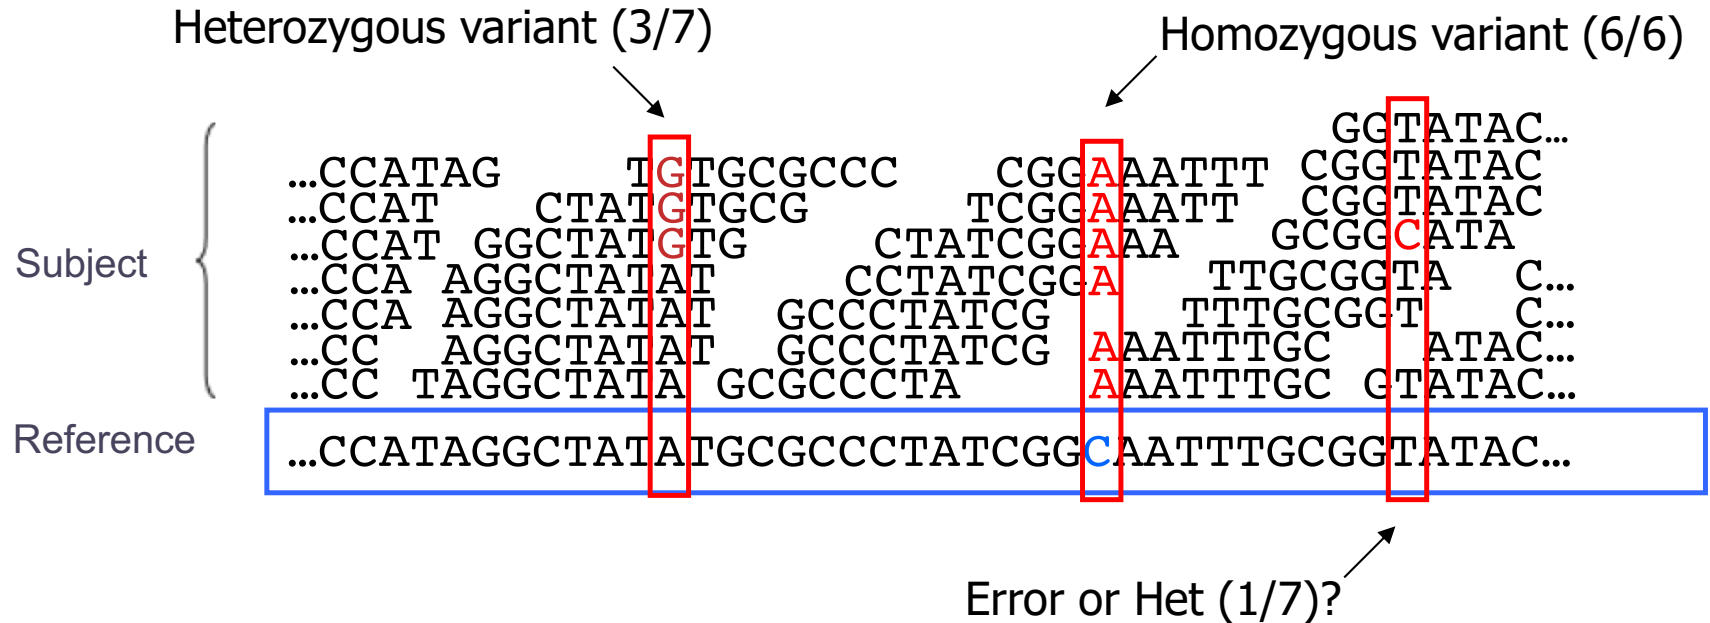 Heterozygous variant (3/7) Homozygous variant (6/6)
GGTATAC…
…CCATAG TGTGCGCCC CGGAAATTT CGGTATAC
…CCAT CTATGTGCG TCGGAAATT CGGTATAC
…CCAT GGCTATGTG CTATCGGAAA GCGGCATA
Subject
…CCA AGGCTATAT CCTATCGGA TTGCGGTA C…
…CCA AGGCTATAT GCCCTATCG TTTGCGGT C…
…CC AGGCTATAT GCCCTATCG AAATTTGC ATAC…
…CC TAGGCTATA GCGCCCTA AAATTTGC GTATAC…
Reference
…CCATAGGCTATATGCGCCCTATCGGCAATTTGCGGTATAC…
Error or Het (1/7)?